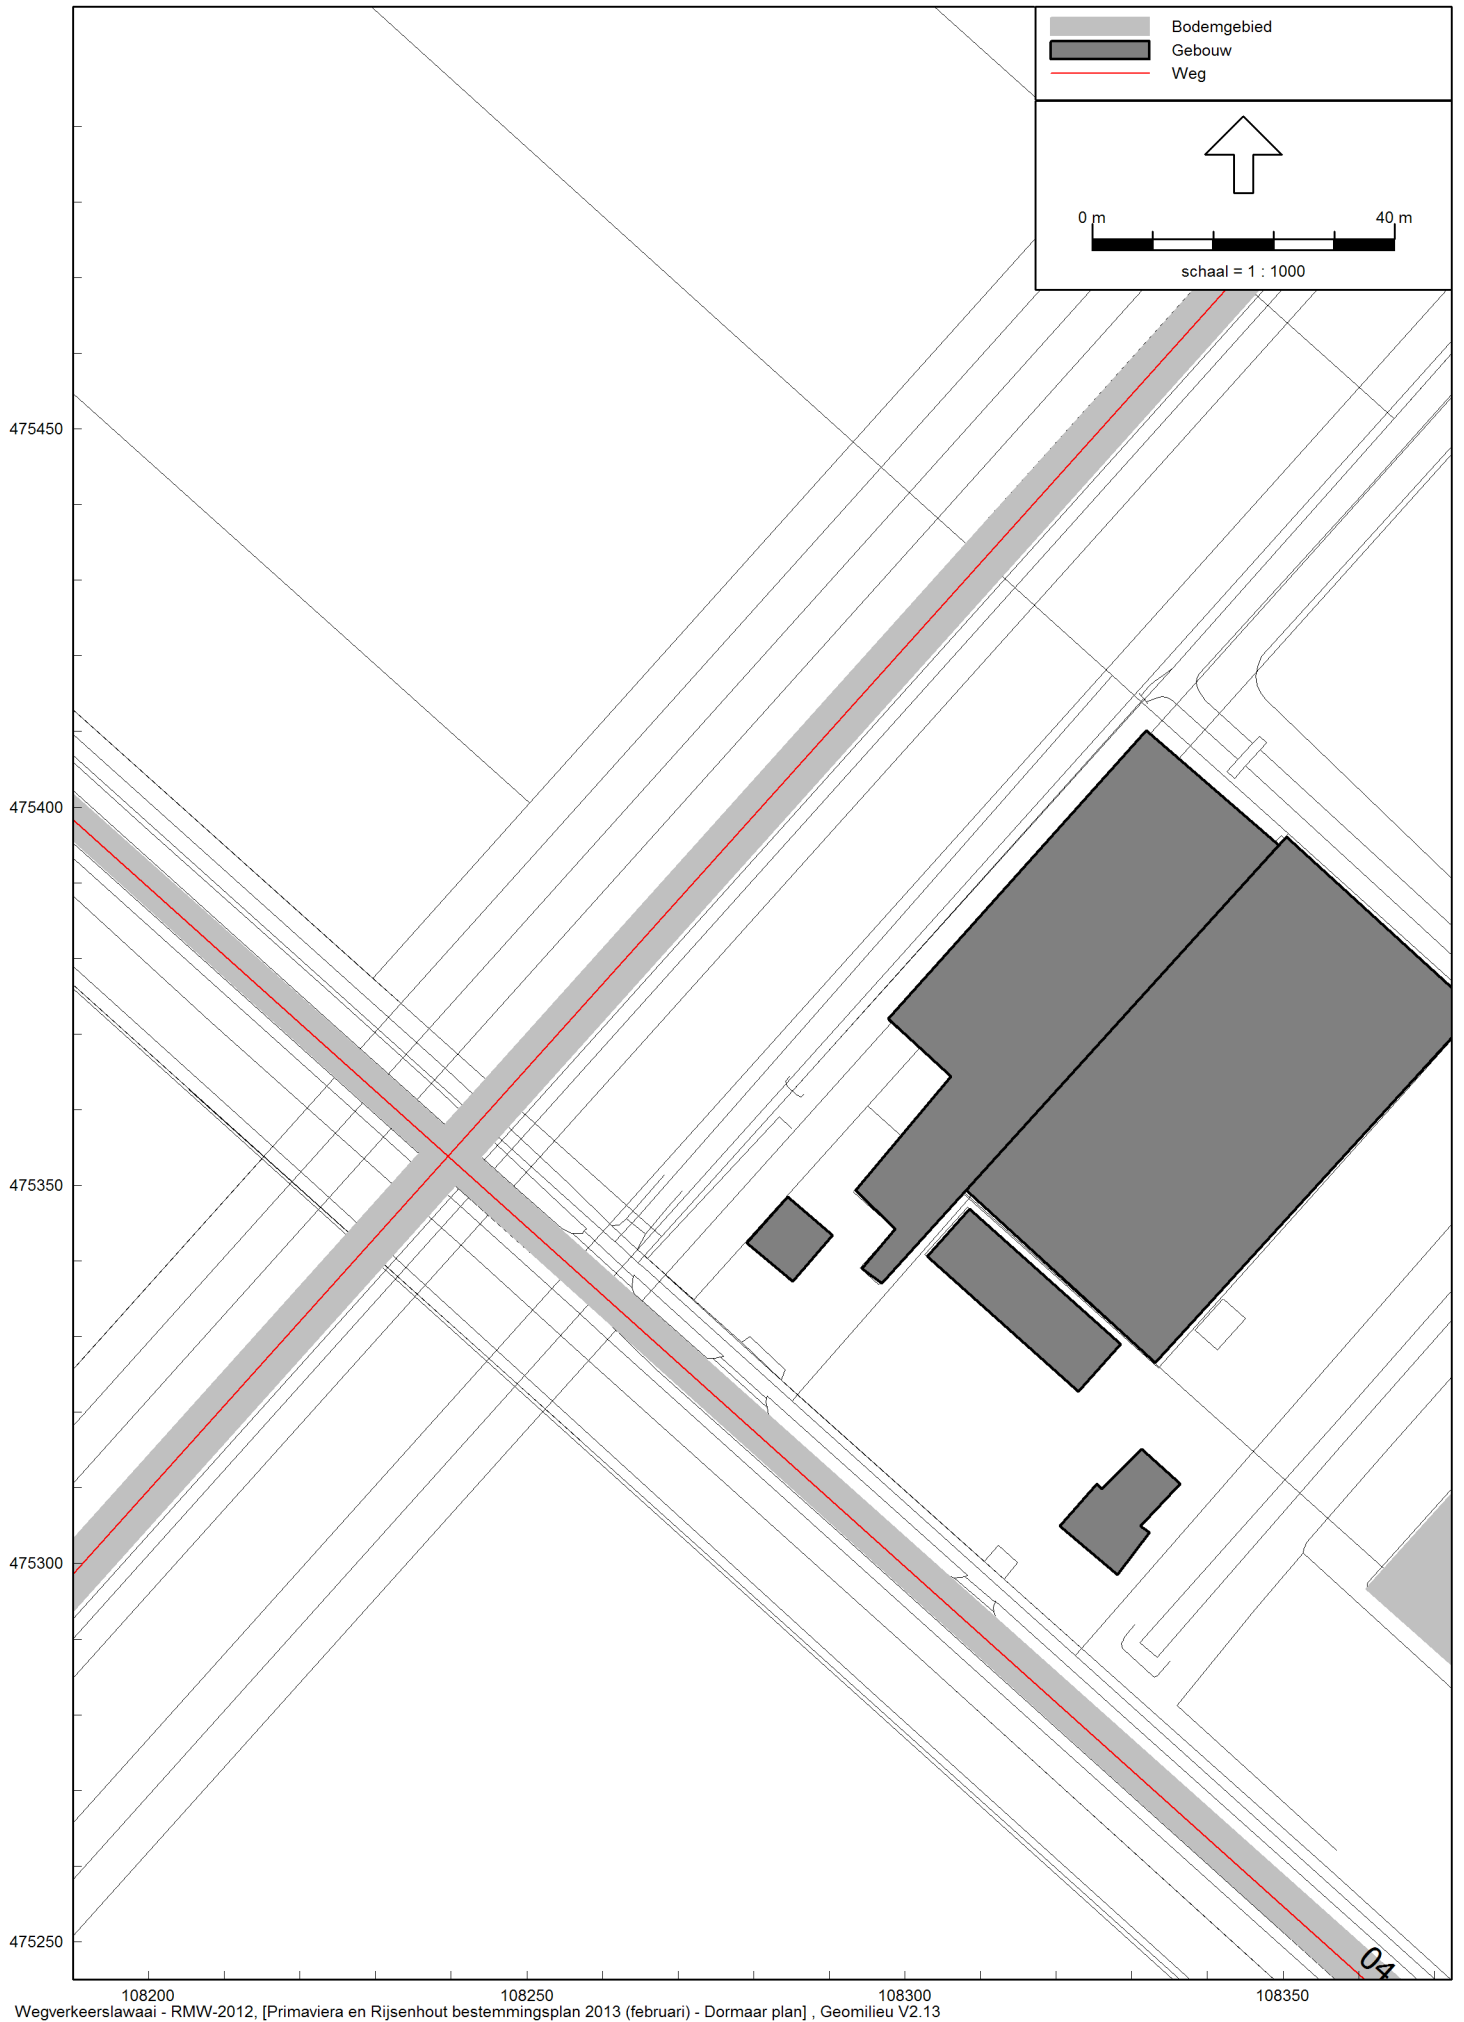 Bodemgebied
Gebouw
Weg
0 m 40 m
schaal = 1 : 1000
475450
475400
475350
475300
475250
04
108200 108250 108300 108350
Wegverkeerslawaai - RMW-2012, [Primaviera en Rijsenhout bestemmingsplan 2013 (februari) - Dormaar plan] , Geomilieu V2.13